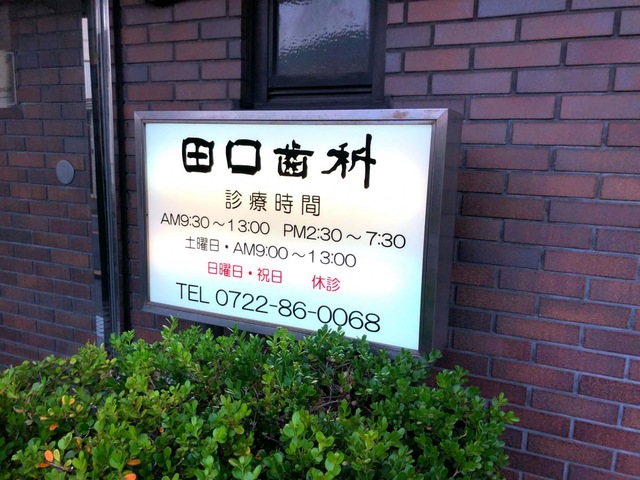 田口歯科
診療時間
AM9:30～13:00 PM2:30～7:30
土曜日・AM9:00～13:00
日曜日・祝日 休診
TEL 0722-86-0068